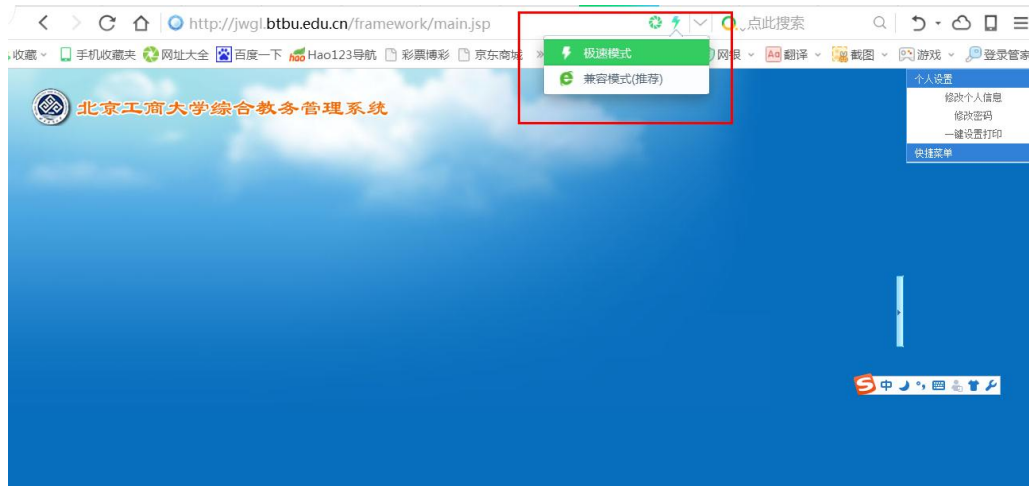 http://jwgl.btbu.edu.cn/framework/main.jsp 点此搜索
收藏 手机收藏夹 网址大全 百度一下 Hao123导航 彩票博彩 京东商城 » 网银 翻译 截图 游戏 登录管家
极速模式
兼容模式(推荐)
北京工商大学综合教务管理系统
个人设置
修改个人信息
修改密码
一键设置打印
快捷菜单
中